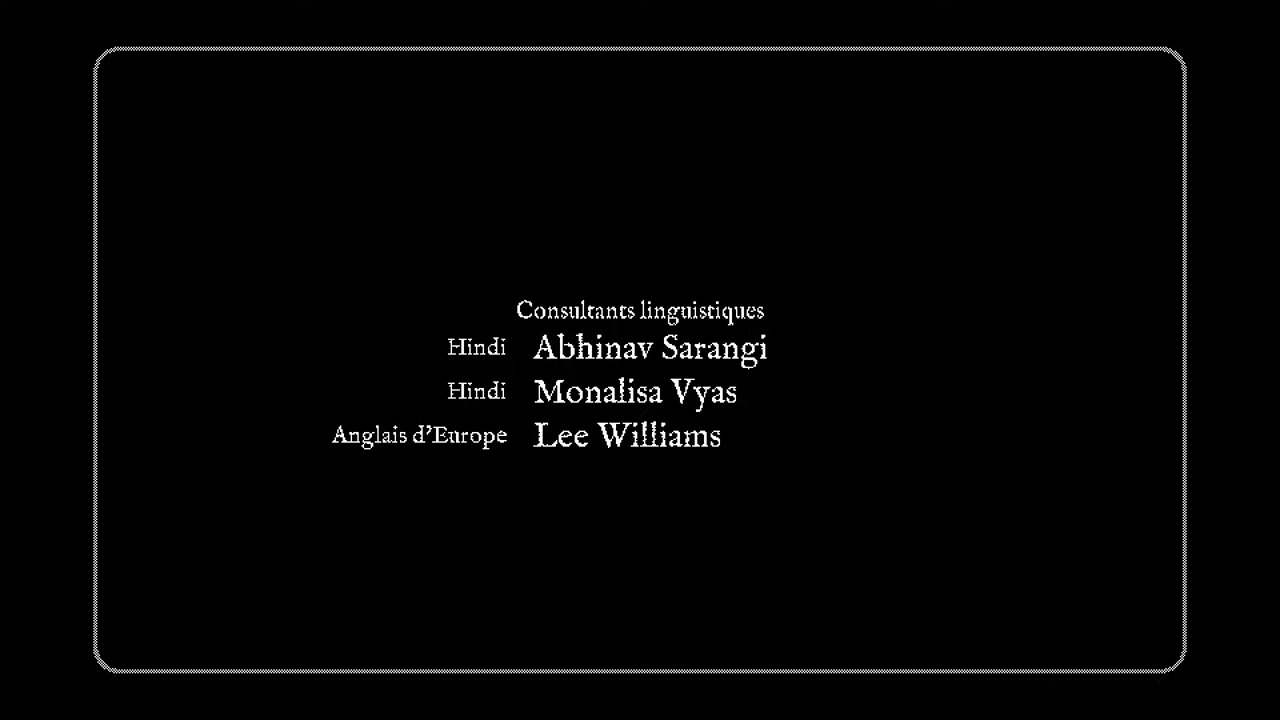 Consultants linguistiques
Hindi Abhinav Sarangi
Hindi Monalisa Vyas
Anglais d'Europe Lee Williams